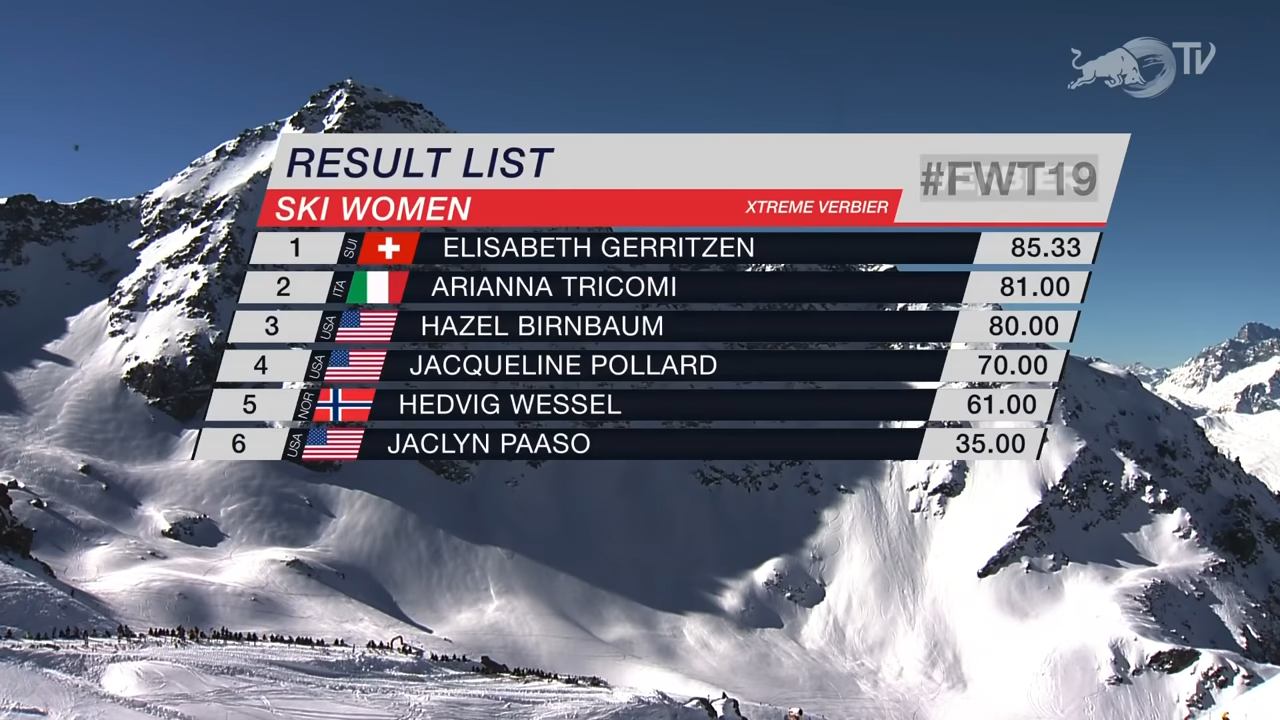 TV
RESULT LIST
#FWT19
SKI WOMEN XTREME VERBIER
1 SUI ELISABETH GERRITZEN 85.33
2 ITA ARIANNA TRICOMI 81.00
3 USA HAZEL BIRNBAUM 80.00
4 USA JACQUELINE POLLARD 70.00
5 NOR HEDVIG WESSEL 61.00
6 USA JACLYN PAASO 35.00